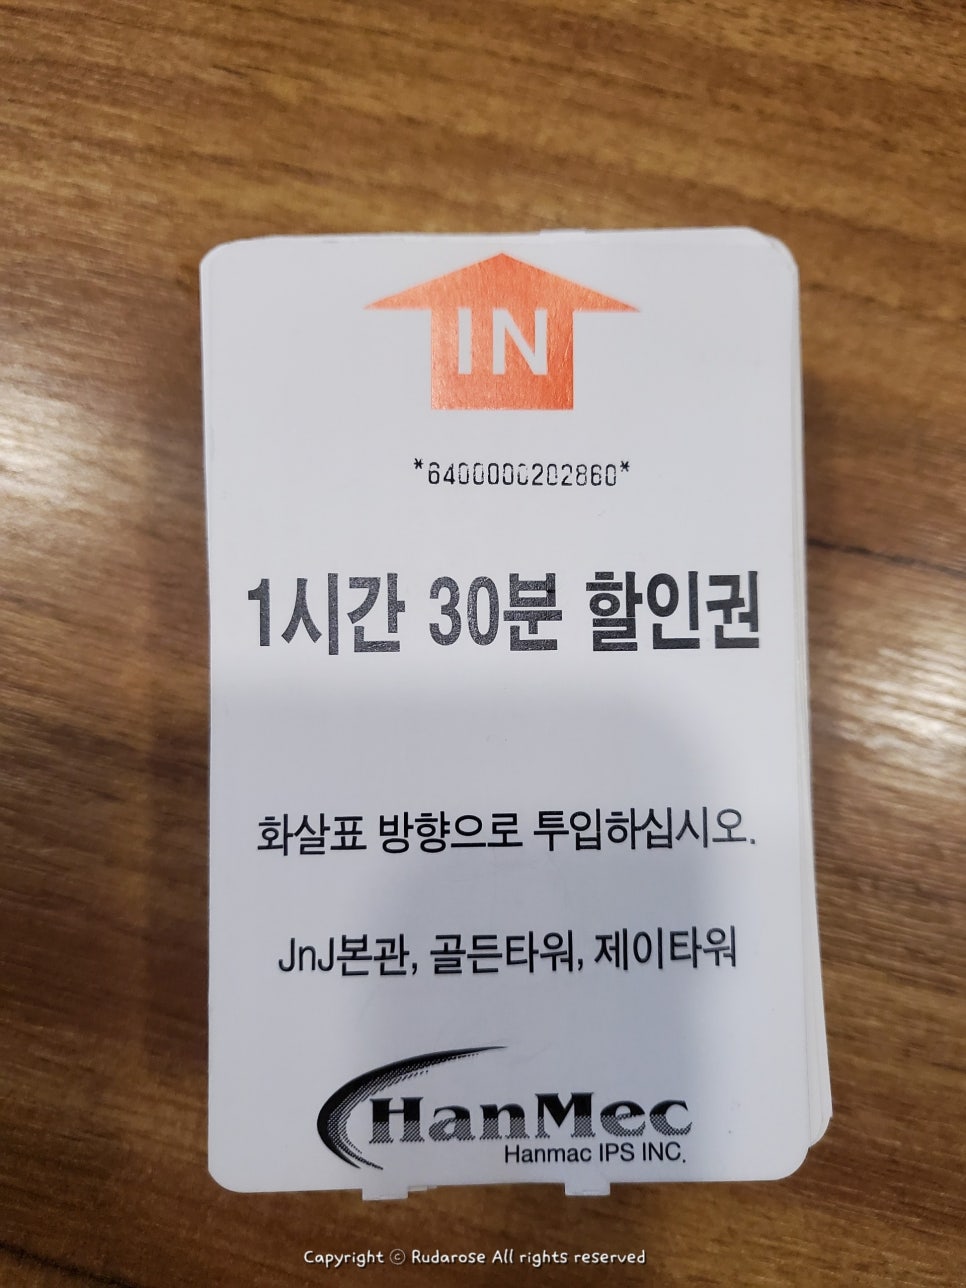 IN
*6400000202860*
1시간 30분 할인권
화살표 방향으로 투입하십시오.
JnJ본관, 골든타워, 제이타워
HanMec
Hanmac IPS INC.
Copyright ⓒ Rudarose All rights reserved